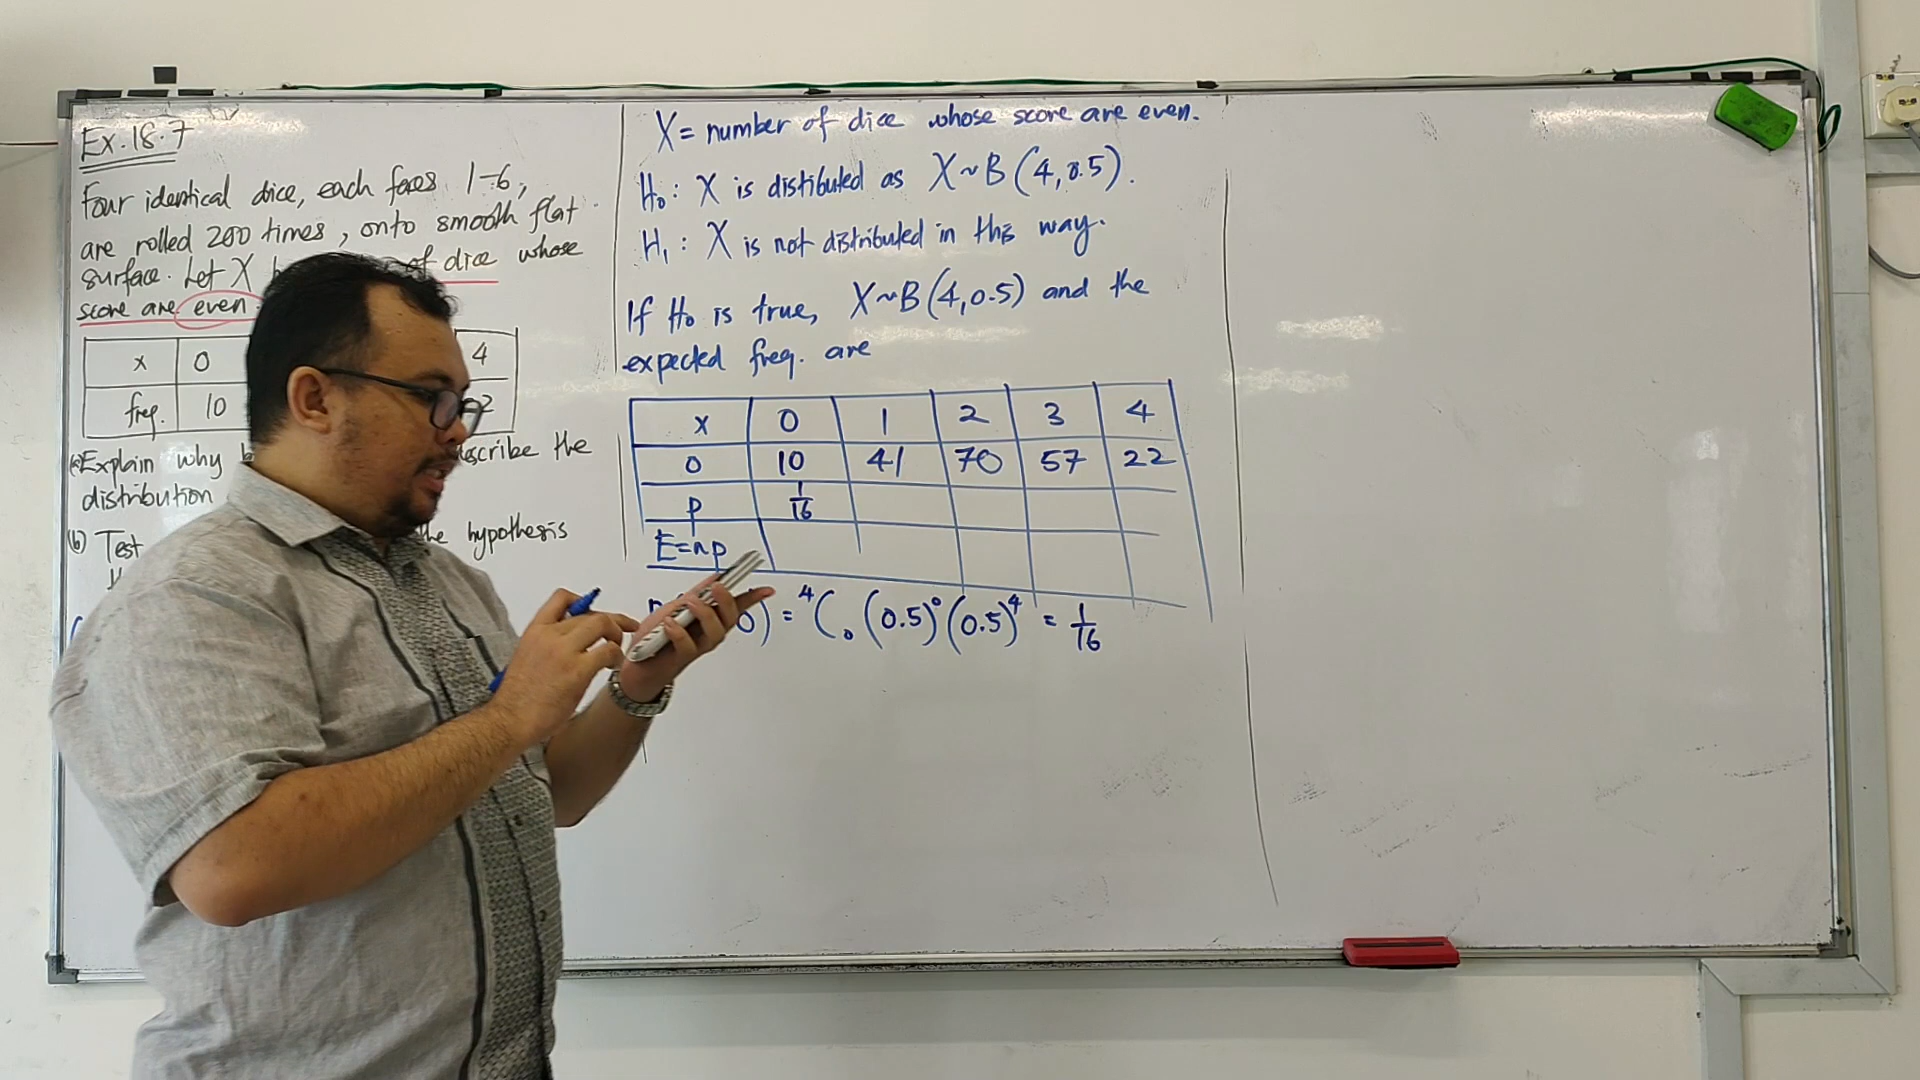 Ex. 18.7
Four identical dice, each faces 1-6,
are rolled 200 times, onto smooth flat
surface. Let X of dice whose
score are even
x 0 4
freq. 10
(a) Explain why the
distribution
(b) Test the hypothesis
X = number of dice whose score are even.
H₀ : X is distibuted as X~B(4, 0.5).
H₁ : X is not distributed in this way.
If H₀ is true, X~B(4, 0.5) and the
expected freq. are
x 0 1 2 3 4
O 10 41 70 57 22
p 1/16
E=np
0) = ⁴C₀ (0.5)⁰ (0.5)⁴ = 1/16